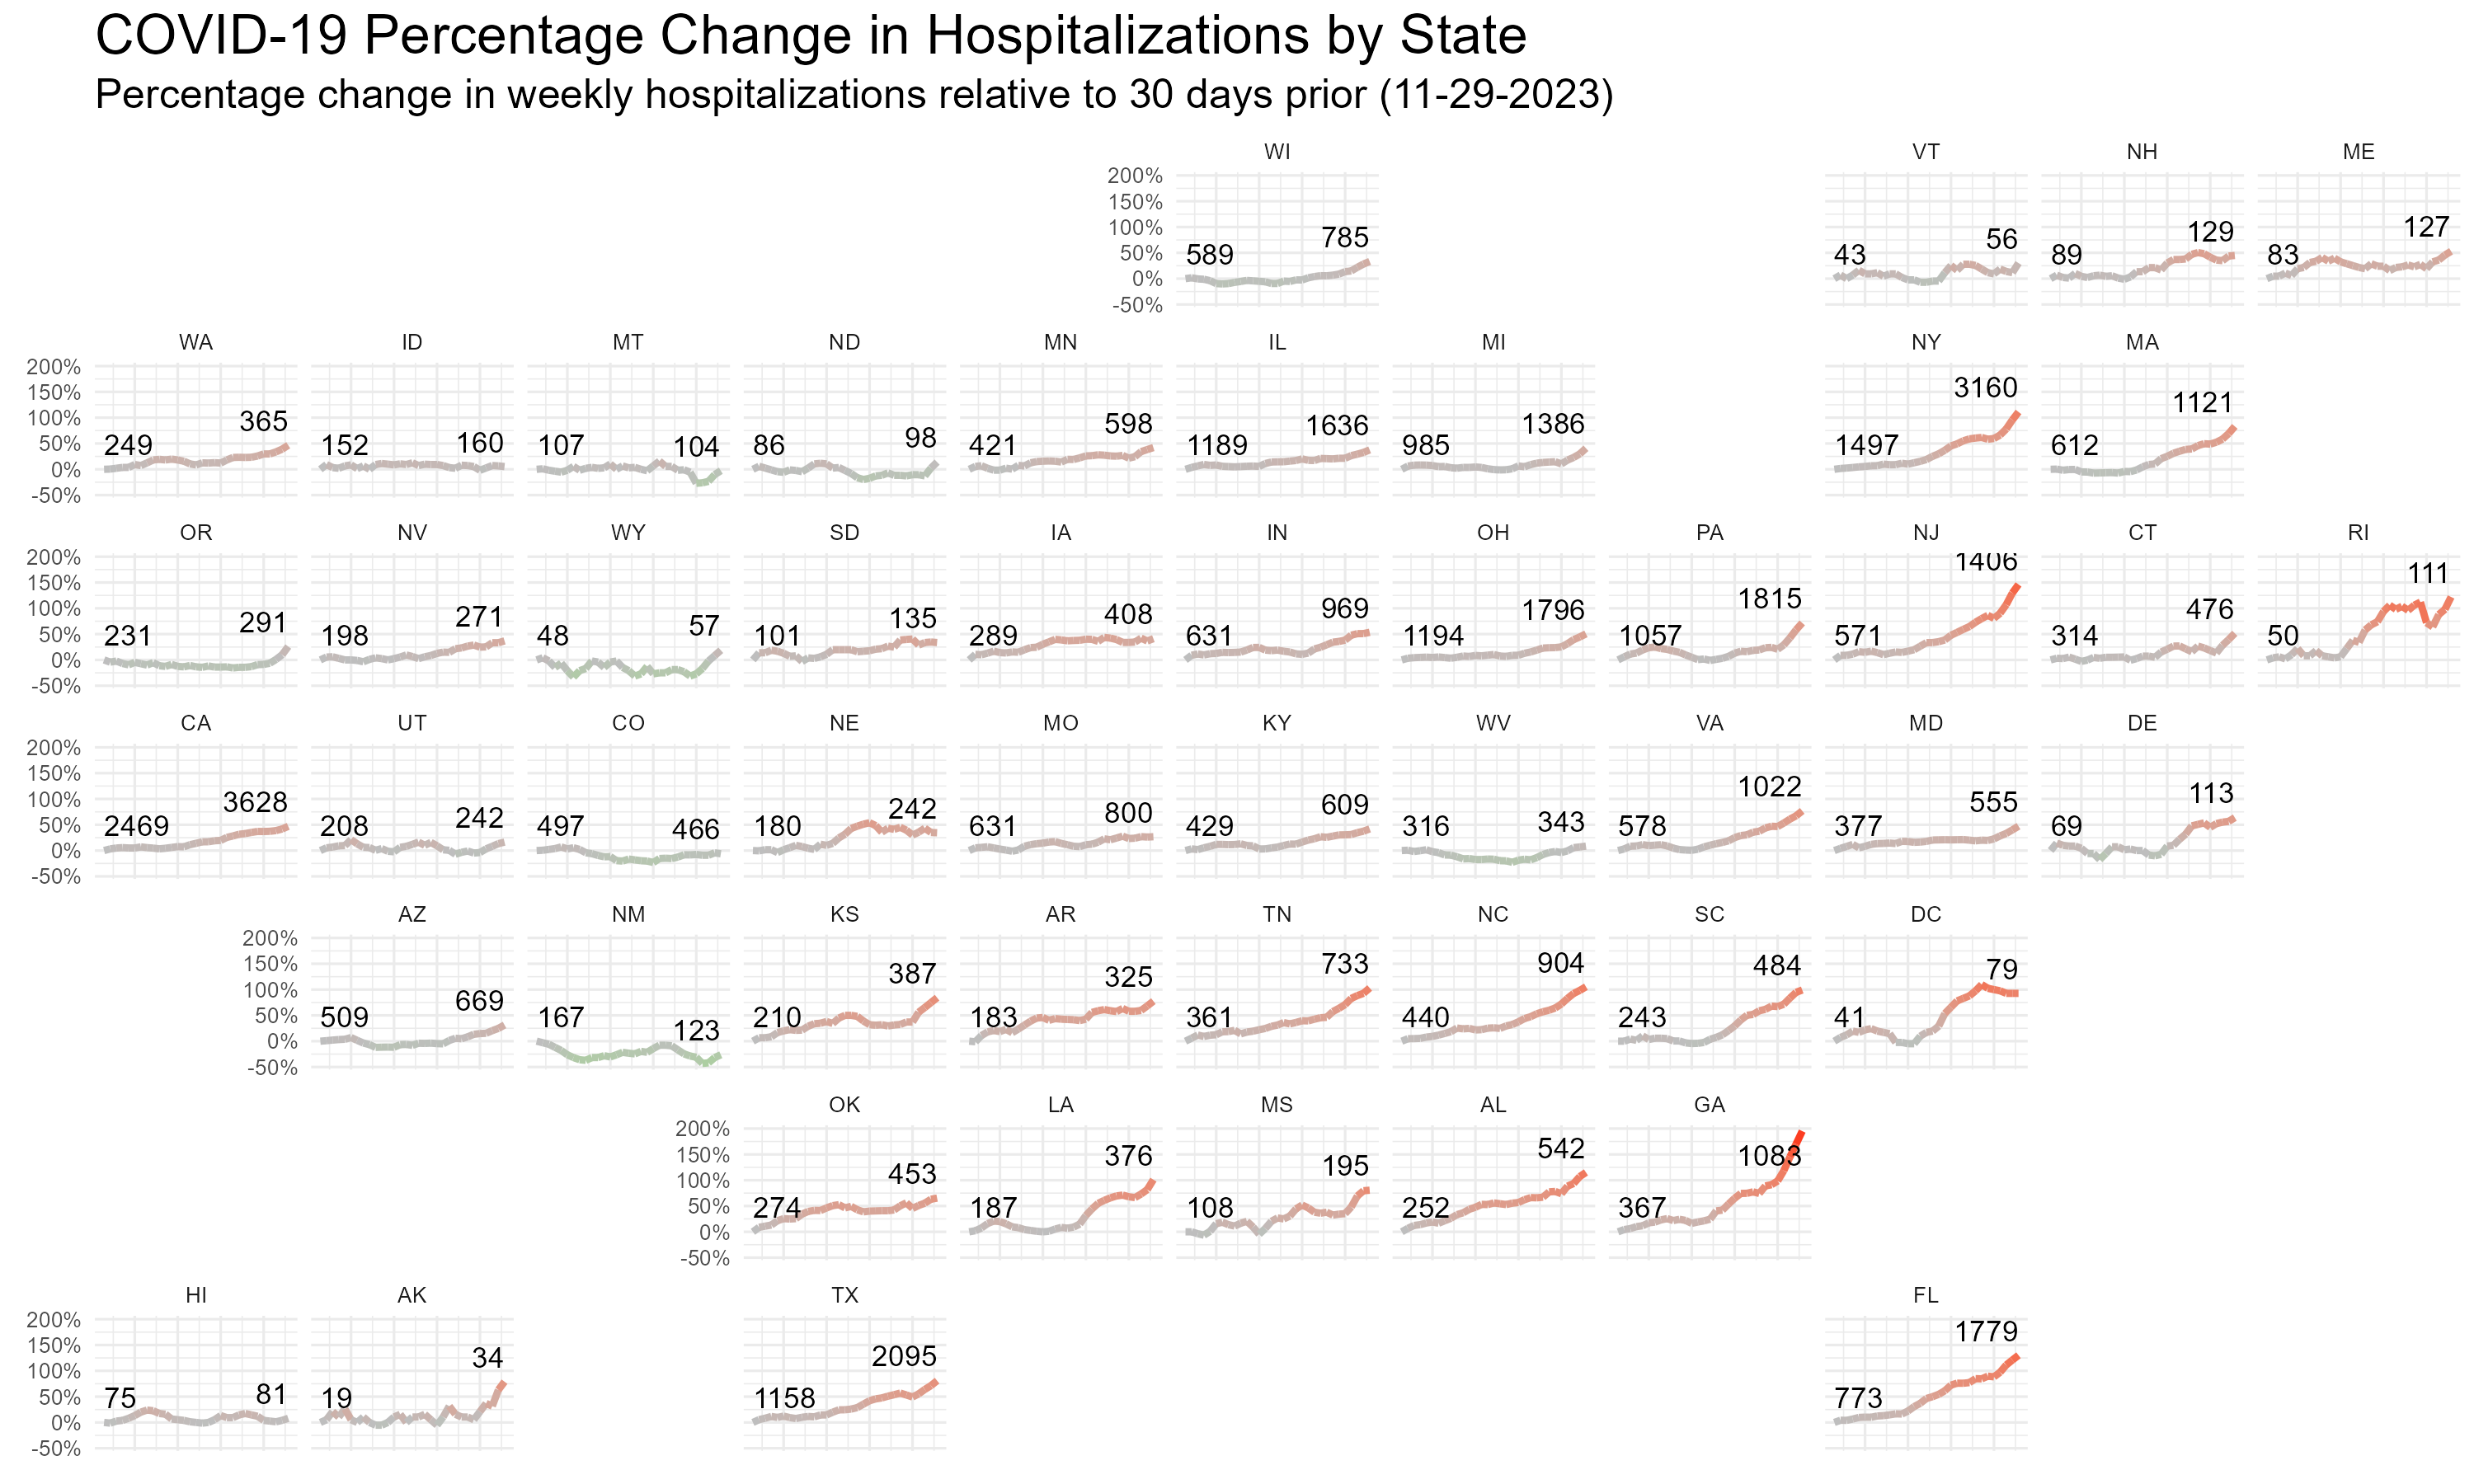 COVID-19 Percentage Change in Hospitalizations by State
Percentage change in weekly hospitalizations relative to 30 days prior (11-29-2023)
WI VT NH ME
200%
150%
100%
50%
0%
-50%
589 785 43 56 89 129 83 127
WA ID MT ND MN IL MI NY MA
200%
150%
100%
50%
0%
-50%
249 365 152 160 107 104 86 98 421 598 1189 1636 985 1386 1497 3160 612 1121
OR NV WY SD IA IN OH PA NJ CT RI
200%
150%
100%
50%
0%
-50%
231 291 198 271 48 57 101 135 289 408 631 969 1194 1796 1057 1815 571 1406 314 476 50 111
CA UT CO NE MO KY WV VA MD DE
200%
150%
100%
50%
0%
-50%
2469 3628 208 242 497 466 180 242 631 800 429 609 316 343 578 1022 377 555 69 113
AZ NM KS AR TN NC SC DC
200%
150%
100%
50%
0%
-50%
509 669 167 123 210 387 183 325 361 733 440 904 243 484 41 79
OK LA MS AL GA
200%
150%
100%
50%
0%
-50%
274 453 187 376 108 195 252 542 367 1083
HI AK TX FL
200%
150%
100%
50%
0%
-50%
75 81 19 34 1158 2095 773 1779